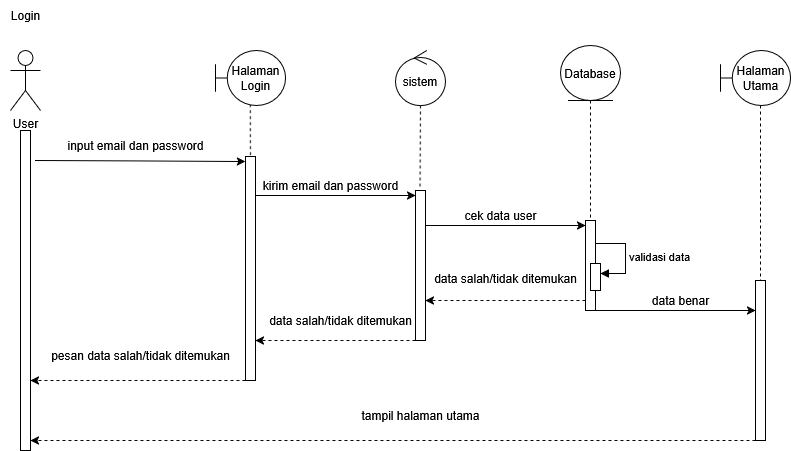 Login
Halaman
Login
sistem
Database
Halaman
Utama
User
input email dan password
kirim email dan password
cek data user
validasi data
data salah/tidak ditemukan
data benar
data salah/tidak ditemukan
pesan data salah/tidak ditemukan
tampil halaman utama